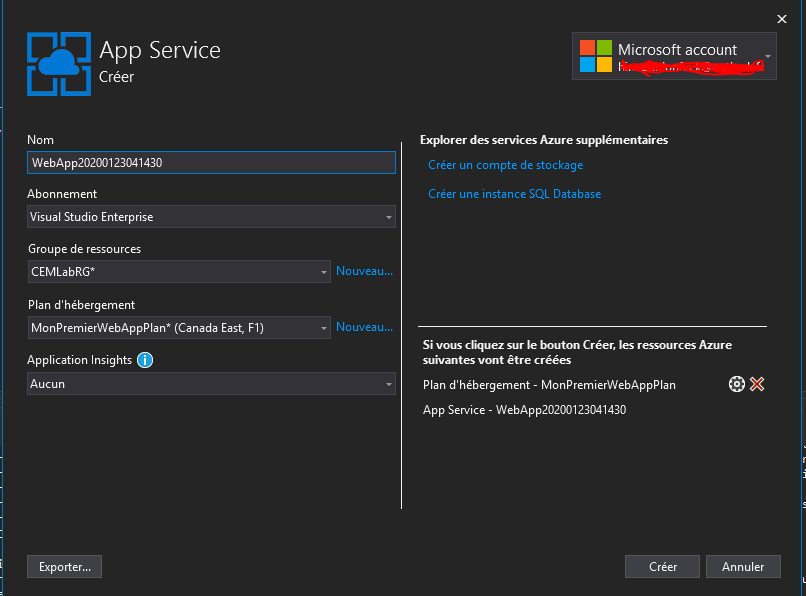 App Service
Créer
Microsoft account
Nom
WebApp20200123041430
Abonnement
Visual Studio Enterprise
Groupe de ressources
CEMLabRG*
Nouveau...
Plan d'hébergement
MonPremierWebAppPlan* (Canada East, F1)
Nouveau...
Application Insights
Aucun
Explorer des services Azure supplémentaires
Créer un compte de stockage
Créer une instance SQL Database
Si vous cliquez sur le bouton Créer, les ressources Azure
suivantes vont être créées
Plan d'hébergement - MonPremierWebAppPlan
App Service - WebApp20200123041430
Exporter...
Créer
Annuler